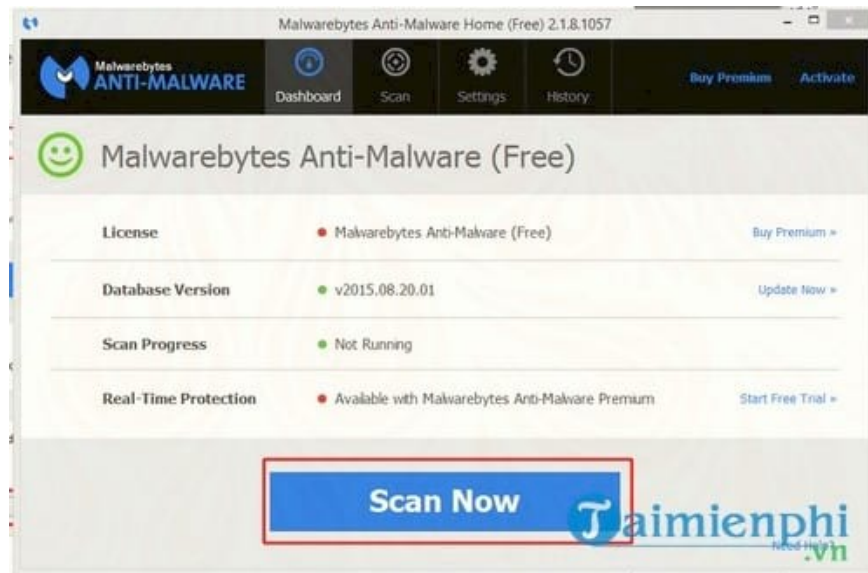 Malwarebytes Anti-Malware Home (Free) 2.1.8.1057
Malwarebytes
ANTI-MALWARE
Dashboard Scan Settings History Buy Premium Activate
Malwarebytes Anti-Malware (Free)
License Malwarebytes Anti-Malware (Free) Buy Premium »
Database Version v2015.08.20.01 Update Now »
Scan Progress Not Running
Real-Time Protection Available with Malwarebytes Anti-Malware Premium Start Free Trial »
Scan Now
Taimienphi
Need Help?
.vn